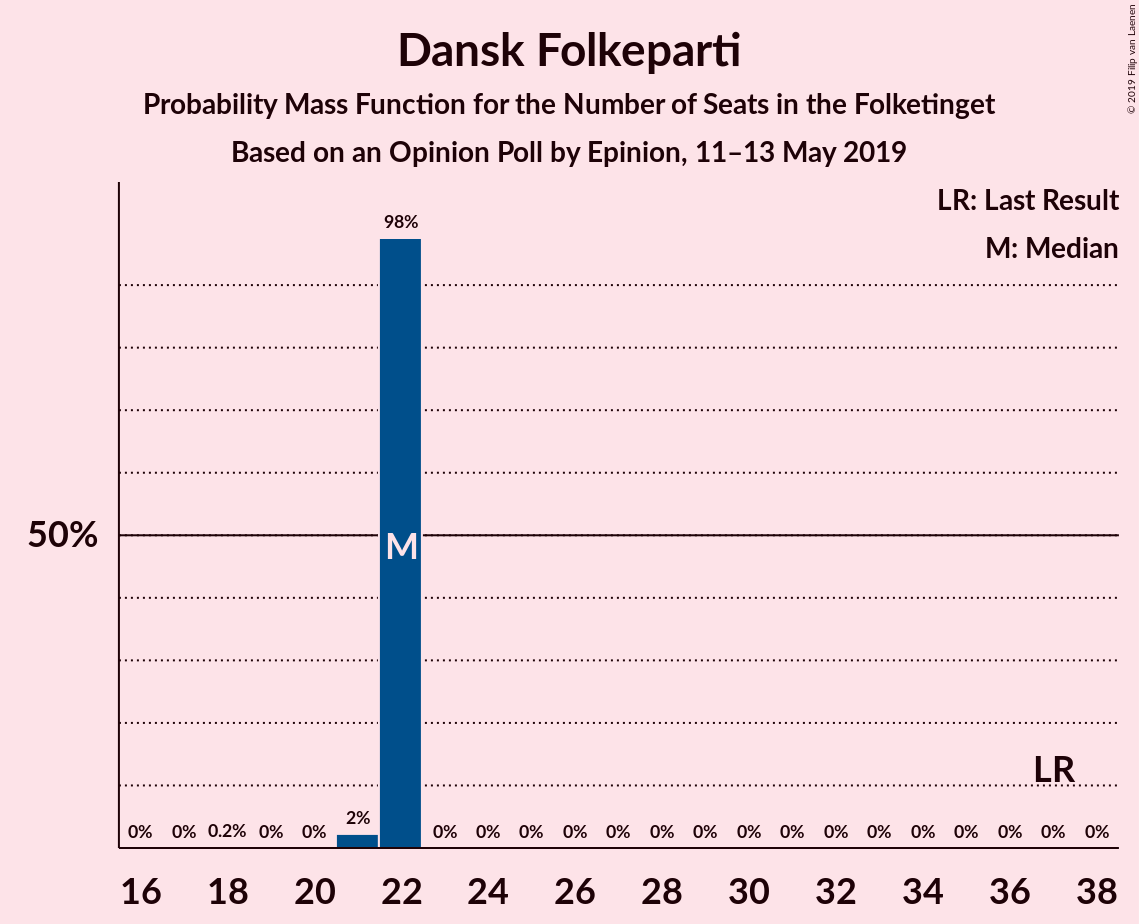 Dansk Folkeparti
Probability Mass Function for the Number of Seats in the Folketinget
Based on an Opinion Poll by Epinion, 11–13 May 2019
© 2019 Filip van Laenen
LR: Last Result
M: Median
98%
50%
M
LR
0% 0% 0.2% 0% 0% 2% 0% 0% 0% 0% 0% 0% 0% 0% 0% 0% 0% 0% 0% 0% 0% 0%
16 18 20 22 24 26 28 30 32 34 36 38